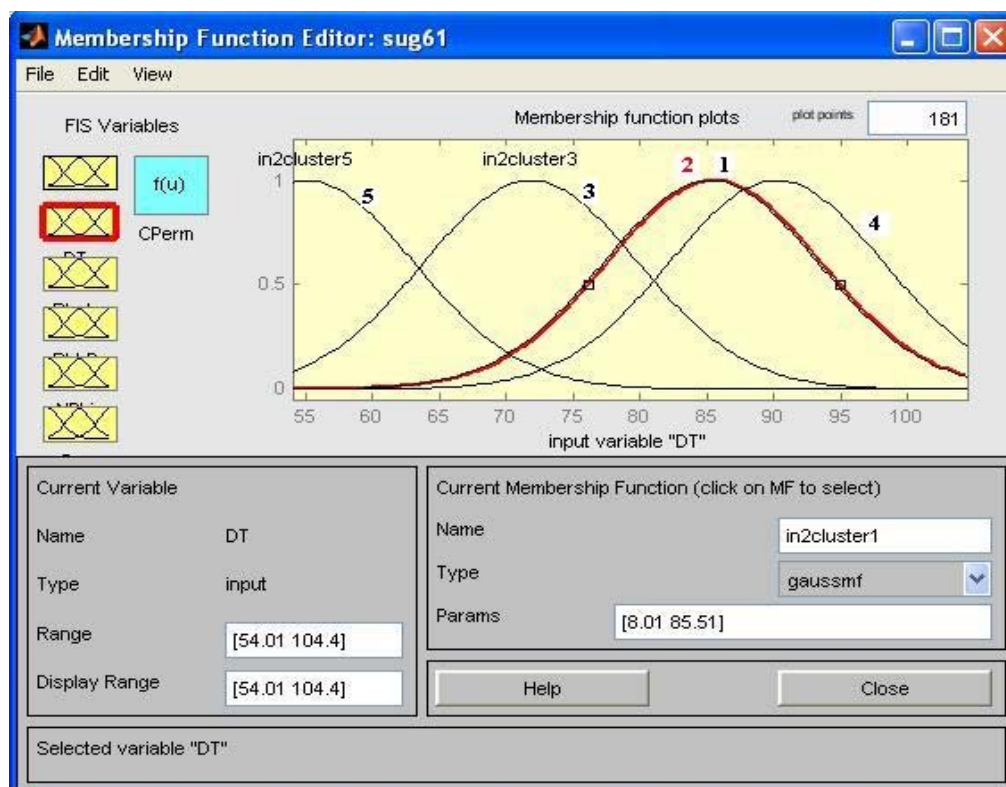 Membership Function Editor: sug61
File Edit View
FIS Variables
f(u)
CPerm
Membership function plots
plot points:
181
in2cluster5
in2cluster3
5
3
2
1
4
1
0.5
0
55 60 65 70 75 80 85 90 95 100
input variable "DT"
Current Variable
Name DT
Type input
Range [54.01 104.4]
Display Range [54.01 104.4]
Current Membership Function (click on MF to select)
Name in2cluster1
Type gaussmf
Params [8.01 85.51]
Help
Close
Selected variable "DT"